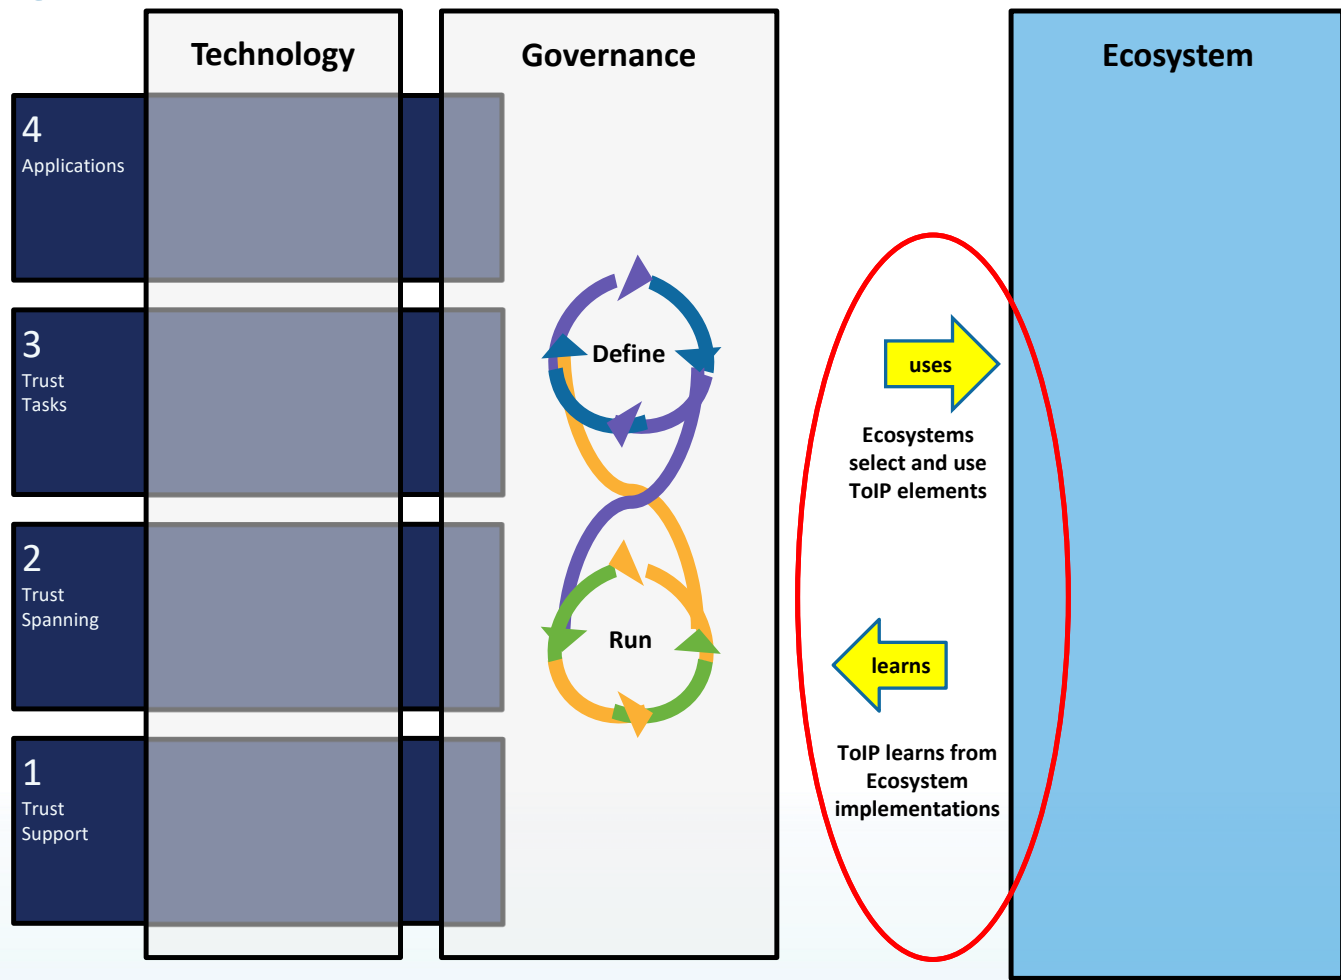 Technology
Governance
Ecosystem
4
Applications
3
Trust
Tasks
2
Trust
Spanning
1
Trust
Support
Define
Run
uses
Ecosystems
select and use
ToIP elements
learns
ToIP learns from
Ecosystem
implementations